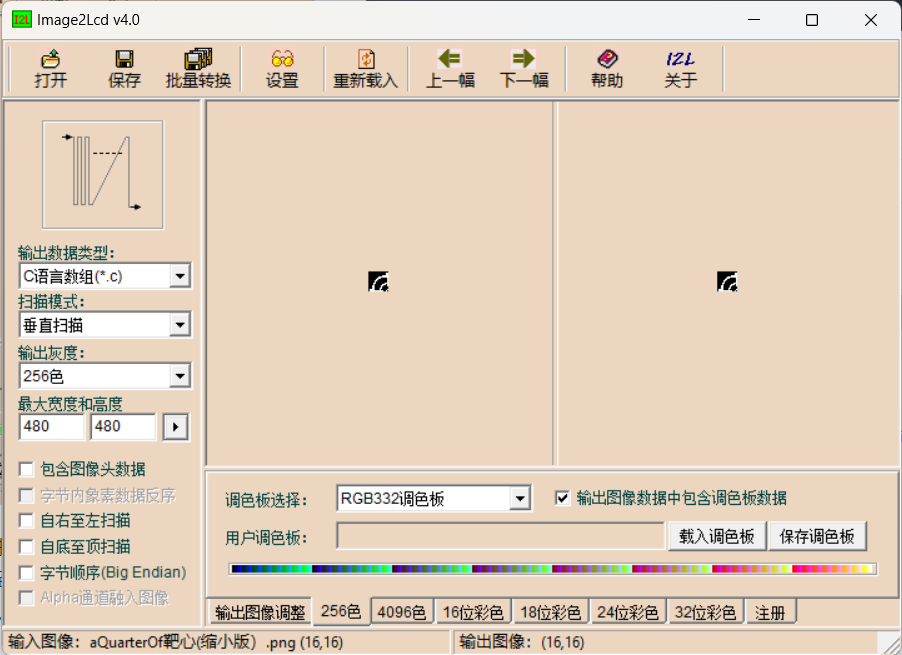 I2L Image2Lcd v4.0
打开 保存 批量转换 设置 重新载入 上一幅 下一幅 帮助 I2L 关于
输出数据类型:
C语言数组(*.c)
扫描模式:
垂直扫描
输出灰度:
256色
最大宽度和高度
480 480
包含图像头数据
字节内象素数据反序
自右至左扫描
自底至顶扫描
字节顺序(Big Endian)
Alpha通道融入图像
调色板选择: RGB332调色板 输出图像数据中包含调色板数据
用户调色板: 载入调色板 保存调色板
输出图像调整 256色 4096色 16位彩色 18位彩色 24位彩色 32位彩色 注册
输入图像: aQuarterOf靶心(缩小版）.png (16,16) 输出图像: (16,16)